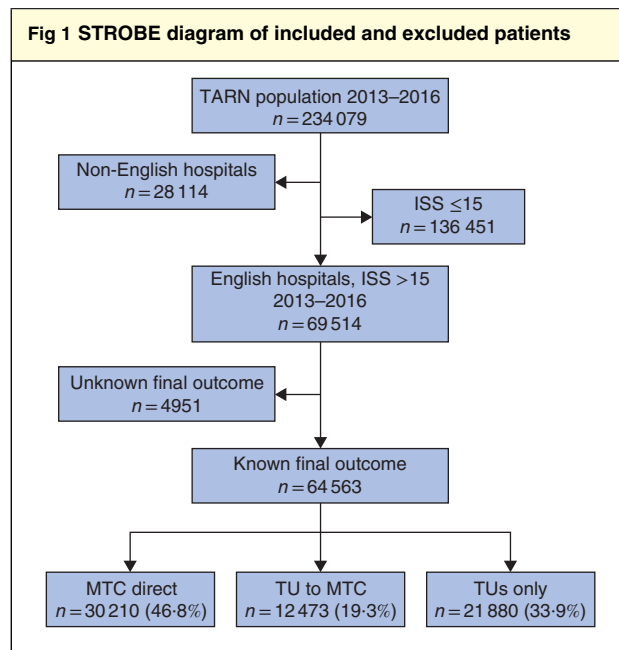 Fig 1 STROBE diagram of included and excluded patients
TARN population 2013–2016
n = 234 079
Non-English hospitals
n = 28 114
ISS ≤15
n = 136 451
English hospitals, ISS >15
2013–2016
n = 69 514
Unknown final outcome
n = 4951
Known final outcome
n = 64 563
MTC direct
n = 30 210 (46·8%)
TU to MTC
n = 12 473 (19·3%)
TUs only
n = 21 880 (33·9%)